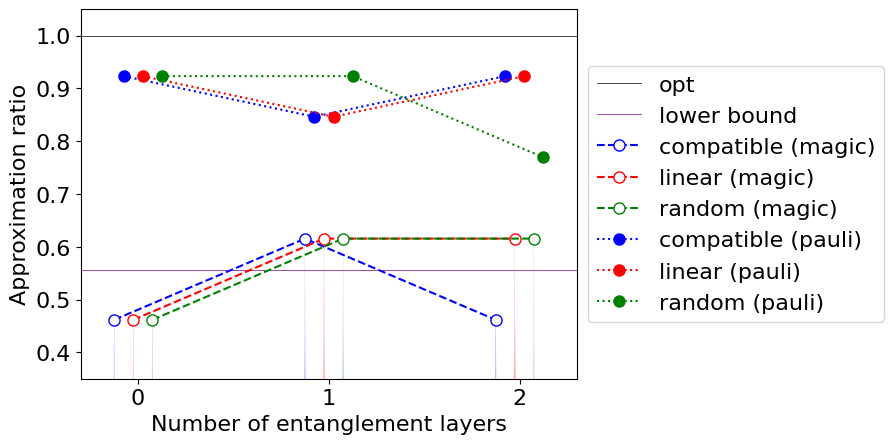 1.0
0.9
0.8
0.7
0.6
0.5
0.4
Approximation ratio
0 1 2
Number of entanglement layers
opt
lower bound
compatible (magic)
linear (magic)
random (magic)
compatible (pauli)
linear (pauli)
random (pauli)